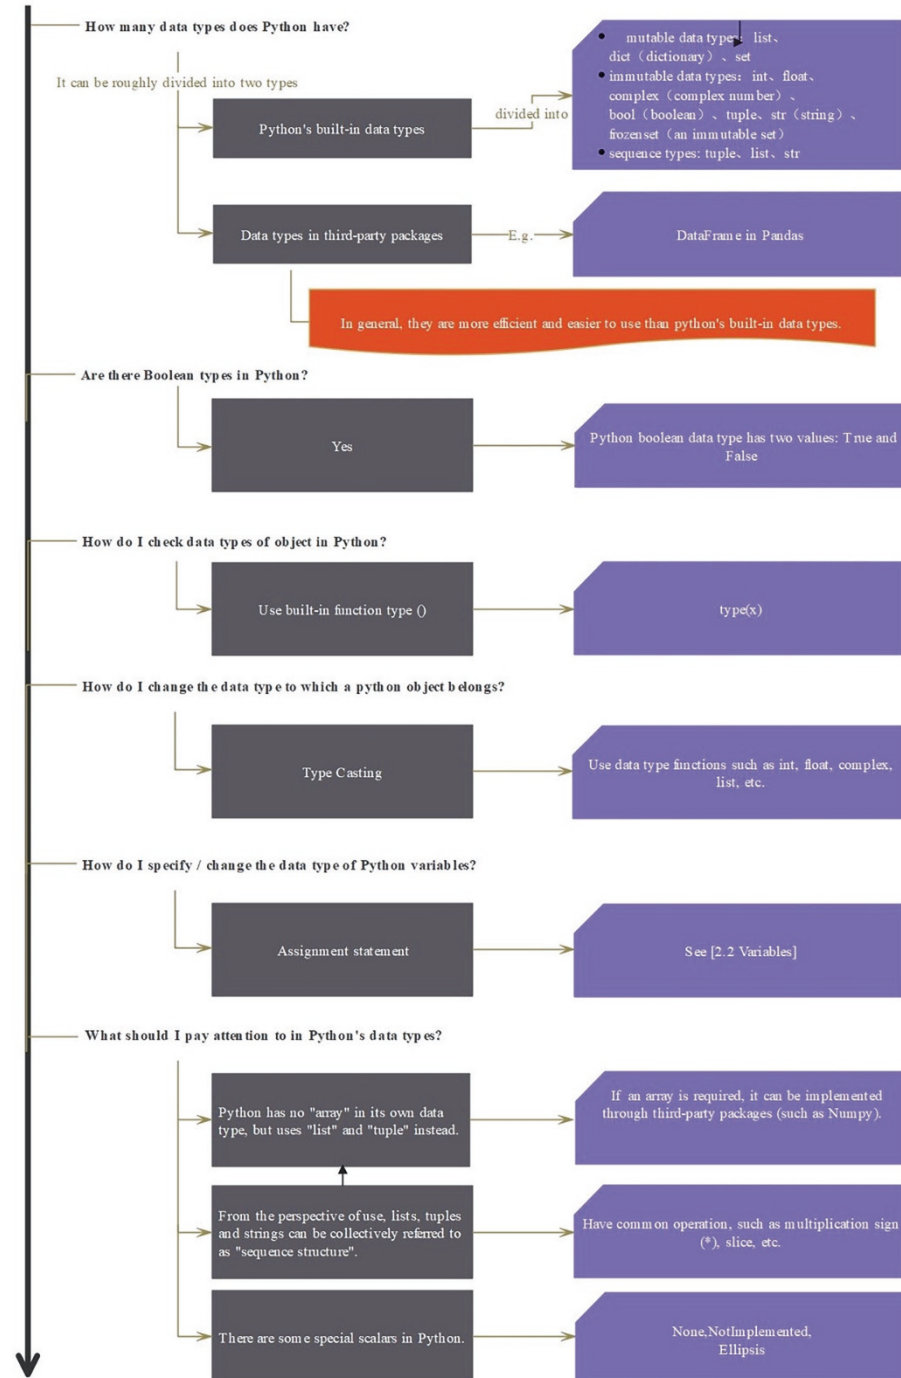 How many data types does Python have?
It can be roughly divided into two types
Python's built-in data types
divided into
● mutable data types：list、
dict（dictionary）、set
● immutable data types：int、float、
complex（complex number）、
bool（boolean）、tuple、str（string）、
frozenset（an immutable set）
● sequence types: tuple、list、str
Data types in third-party packages
E.g.
DataFrame in Pandas
In general, they are more efficient and easier to use than python's built-in data types.
Are there Boolean types in Python?
Yes
Python boolean data type has two values: True and
False
How do I check data types of object in Python?
Use built-in function type ()
type(x)
How do I change the data type to which a python object belongs?
Type Casting
Use data type functions such as int, float, complex,
list, etc.
How do I specify / change the data type of Python variables?
Assignment statement
See [2.2 Variables]
What should I pay attention to in Python's data types?
Python has no "array" in its own data
type, but uses "list" and "tuple" instead.
If an array is required, it can be implemented
through third-party packages (such as Numpy).
From the perspective of use, lists, tuples
and strings can be collectively referred to
as "sequence structure".
Have common operation, such as multiplication sign
(*), slice, etc.
There are some special scalars in Python.
None,NotImplemented,
Ellipsis